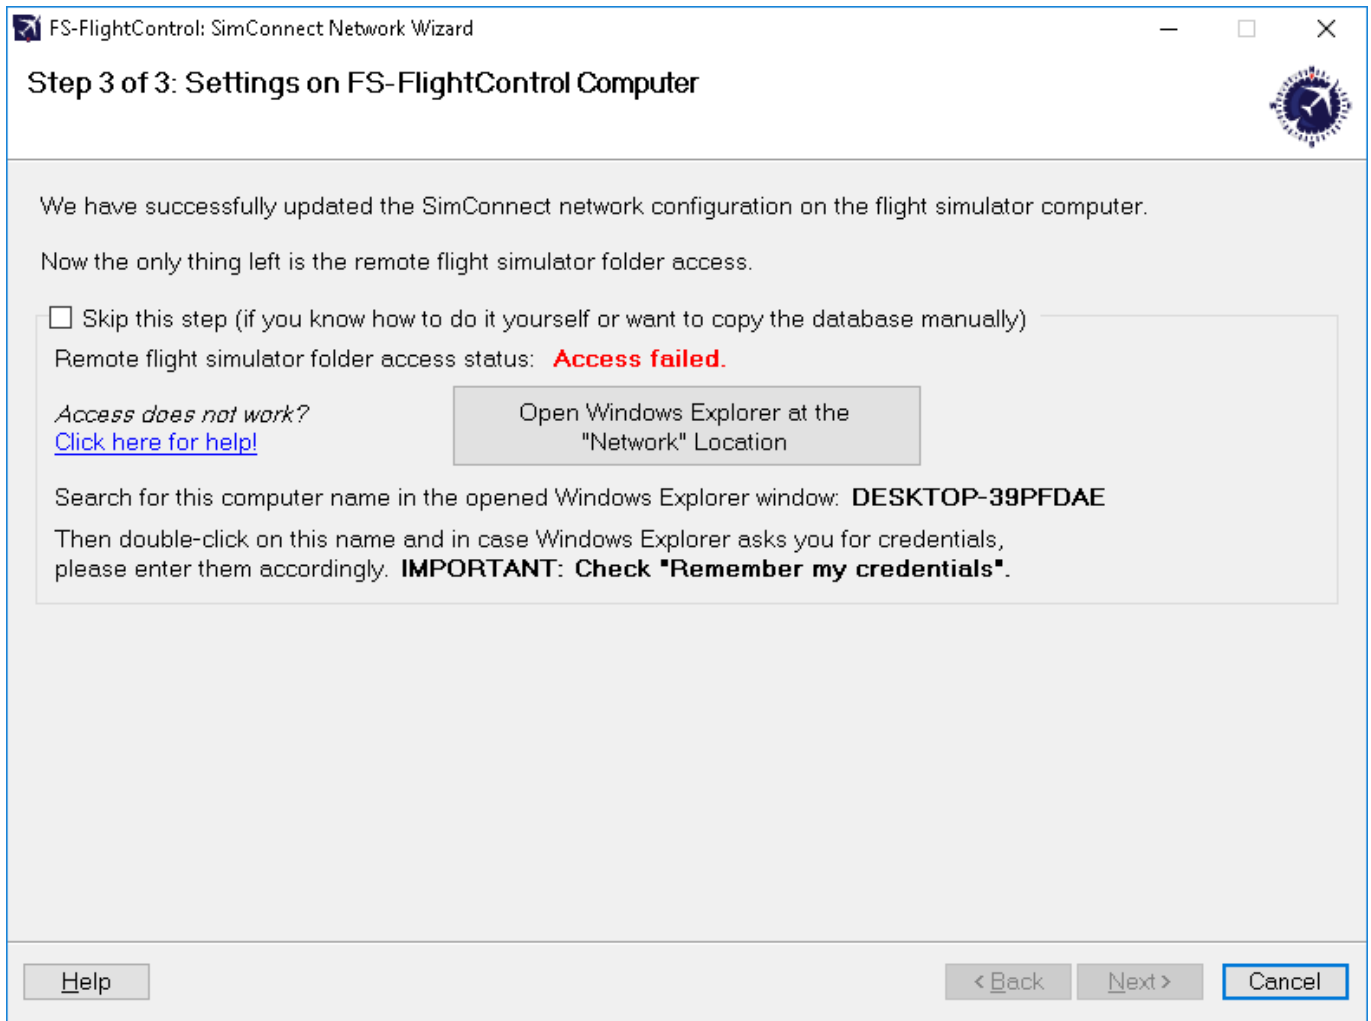 FS-FlightControl: SimConnect Network Wizard
Step 3 of 3: Settings on FS-FlightControl Computer
We have successfully updated the SimConnect network configuration on the flight simulator computer.
Now the only thing left is the remote flight simulator folder access.
Skip this step (if you know how to do it yourself or want to copy the database manually)
Remote flight simulator folder access status: Access failed.
Access does not work?
Click here for help!
Open Windows Explorer at the
"Network" Location
Search for this computer name in the opened Windows Explorer window: DESKTOP-39PFDAE
Then double-click on this name and in case Windows Explorer asks you for credentials,
please enter them accordingly. IMPORTANT: Check "Remember my credentials".
Help
< Back
Next >
Cancel